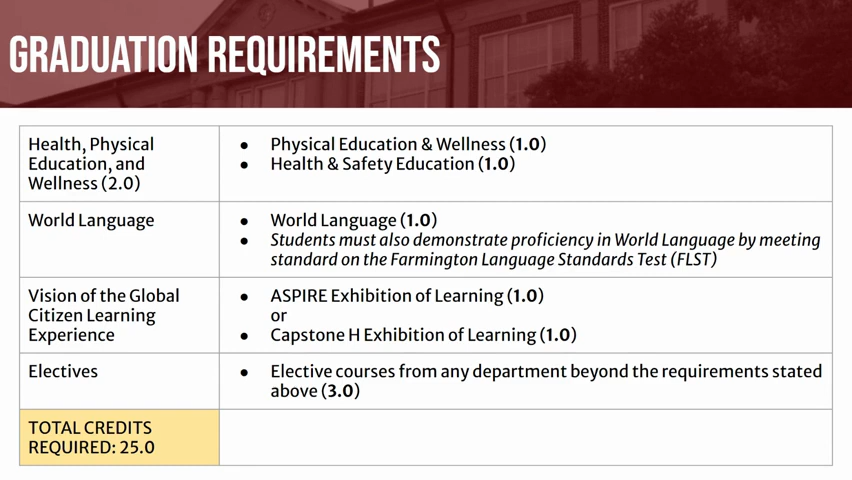 GRADUATION REQUIREMENTS
Health, Physical
Education, and
Wellness (2.0)
● Physical Education & Wellness (1.0)
● Health & Safety Education (1.0)
World Language
● World Language (1.0)
● Students must also demonstrate proficiency in World Language by meeting
standard on the Farmington Language Standards Test (FLST)
Vision of the Global
Citizen Learning
Experience
● ASPIRE Exhibition of Learning (1.0)
or
● Capstone H Exhibition of Learning (1.0)
Electives
● Elective courses from any department beyond the requirements stated
above (3.0)
TOTAL CREDITS
REQUIRED: 25.0